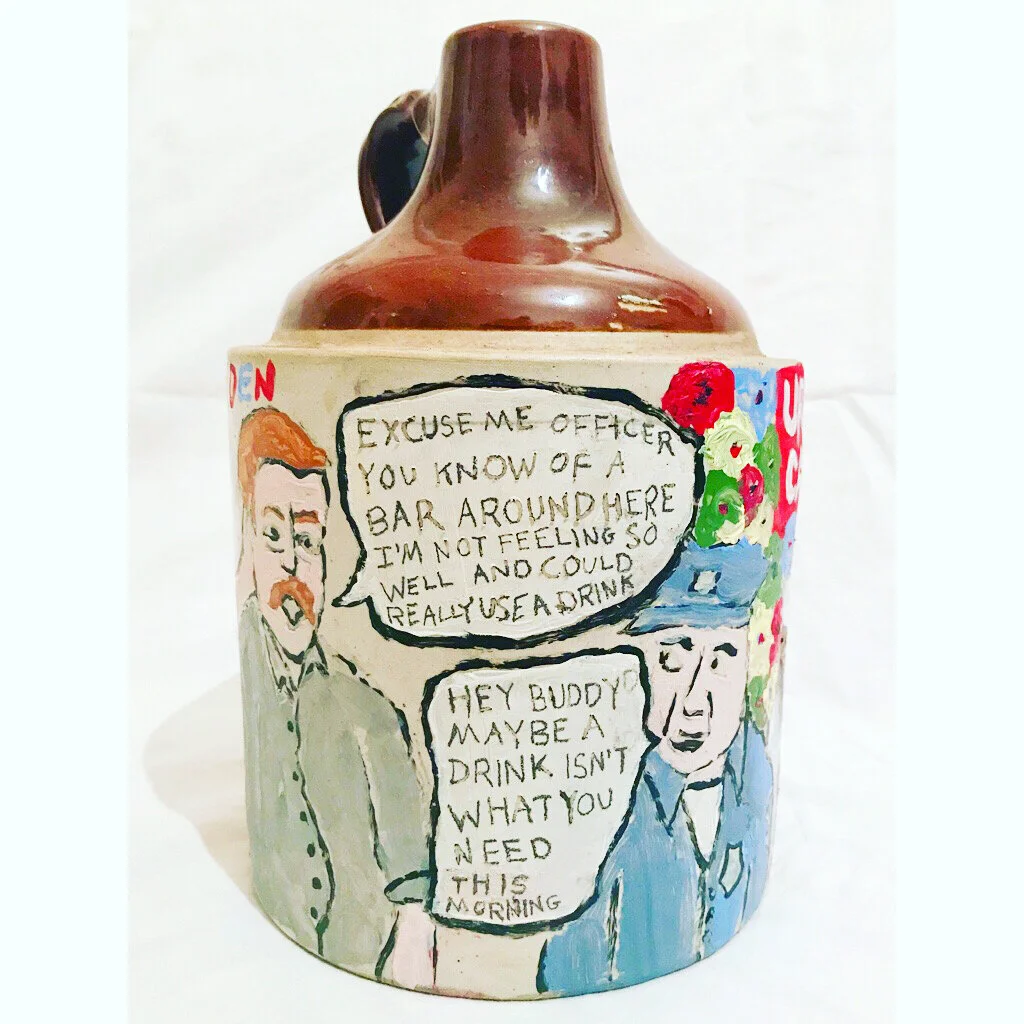 DEN
EXCUSE ME OFFICER
YOU KNOW OF A
BAR AROUND HERE
I'M NOT FEELING SO
WELL AND COULD
REALLY USE A DRINK
HEY BUDDY
MAYBE A
DRINK ISN'T
WHAT YOU
NEED
THIS
MORNING